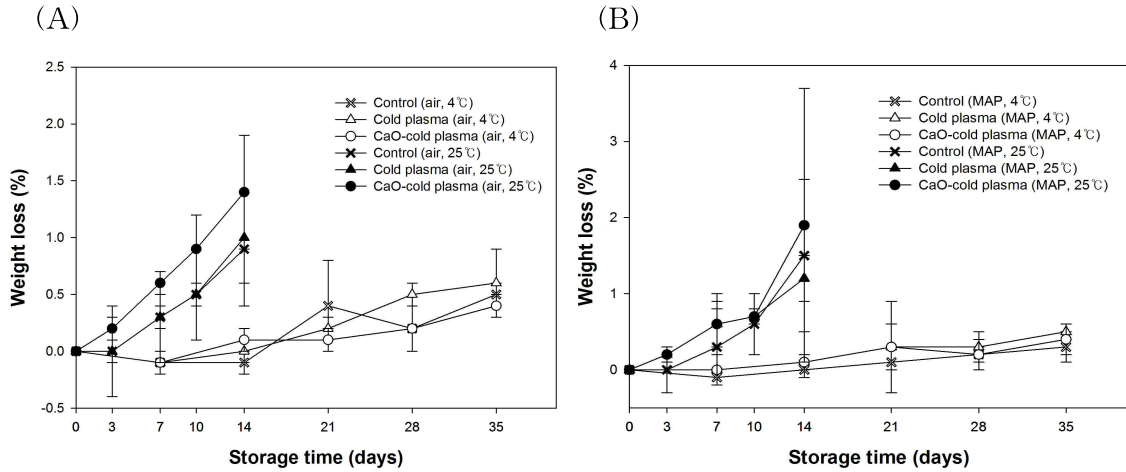 (A)
2.5
2.0
1.5
1.0
0.5
0.0
-0.5
Weight loss (%)
Control (air, 4℃)
Cold plasma (air, 4℃)
CaO-cold plasma (air, 4℃)
Control (air, 25℃)
Cold plasma (air, 25℃)
CaO-cold plasma (air, 25℃)
0 3 7 10 14 21 28 35
Storage time (days)
(B)
4
3
2
1
0
Weight loss (%)
Control (MAP, 4℃)
Cold plasma (MAP, 4℃)
CaO-cold plasma (MAP, 4℃)
Control (MAP, 25℃)
Cold plasma (MAP, 25℃)
CaO-cold plasma (MAP, 25℃)
0 3 7 10 14 21 28 35
Storage time (days)